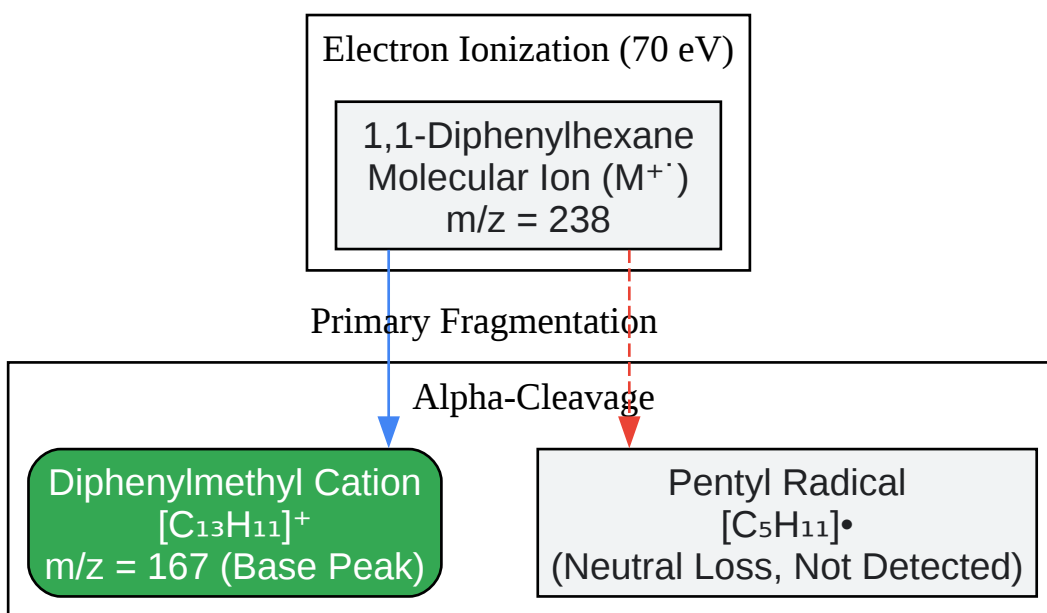 Electron Ionization (70 eV)
1,1-Diphenylhexane
Molecular Ion (M⁺˙)
m/z = 238
Primary Fragmentation
Alpha-Cleavage
Diphenylmethyl Cation
[C₁₃H₁₁]⁺
m/z = 167 (Base Peak)
Pentyl Radical
[C₅H₁₁]•
(Neutral Loss, Not Detected)